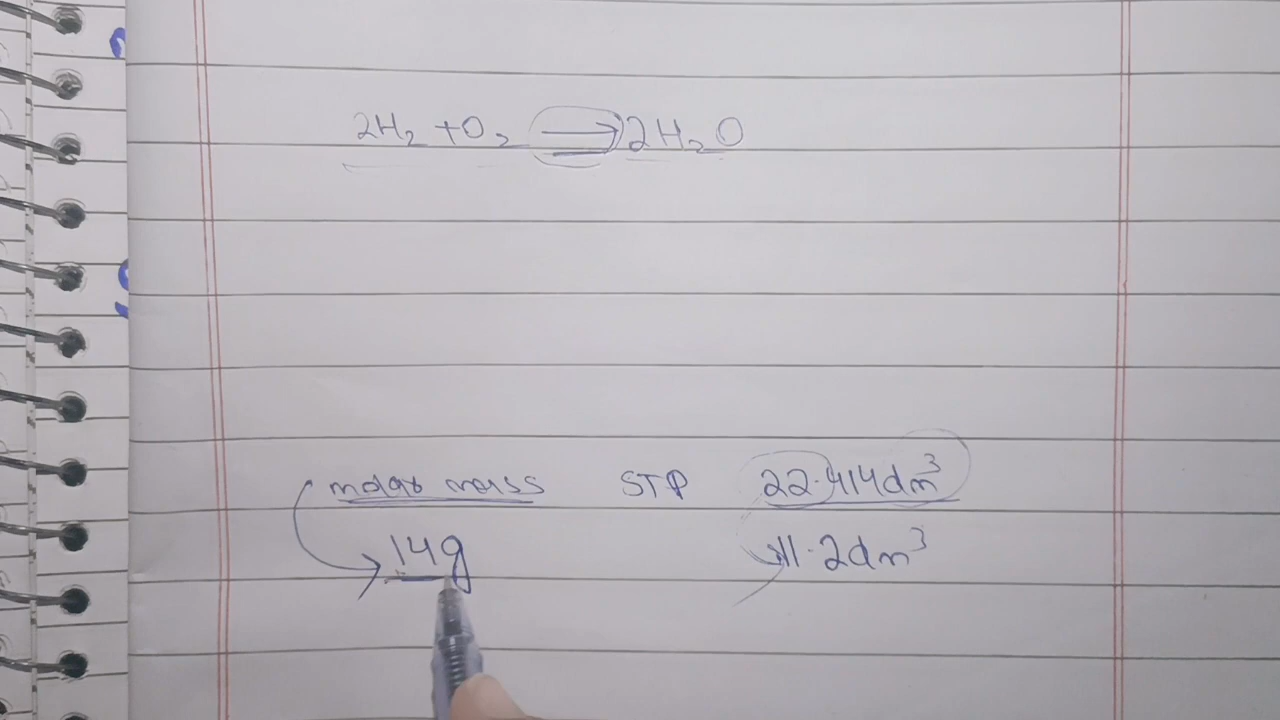 2H₂ + O₂ ⟶ 2H₂O
molar mass STP 22.414dm³
14g 11.2dm³